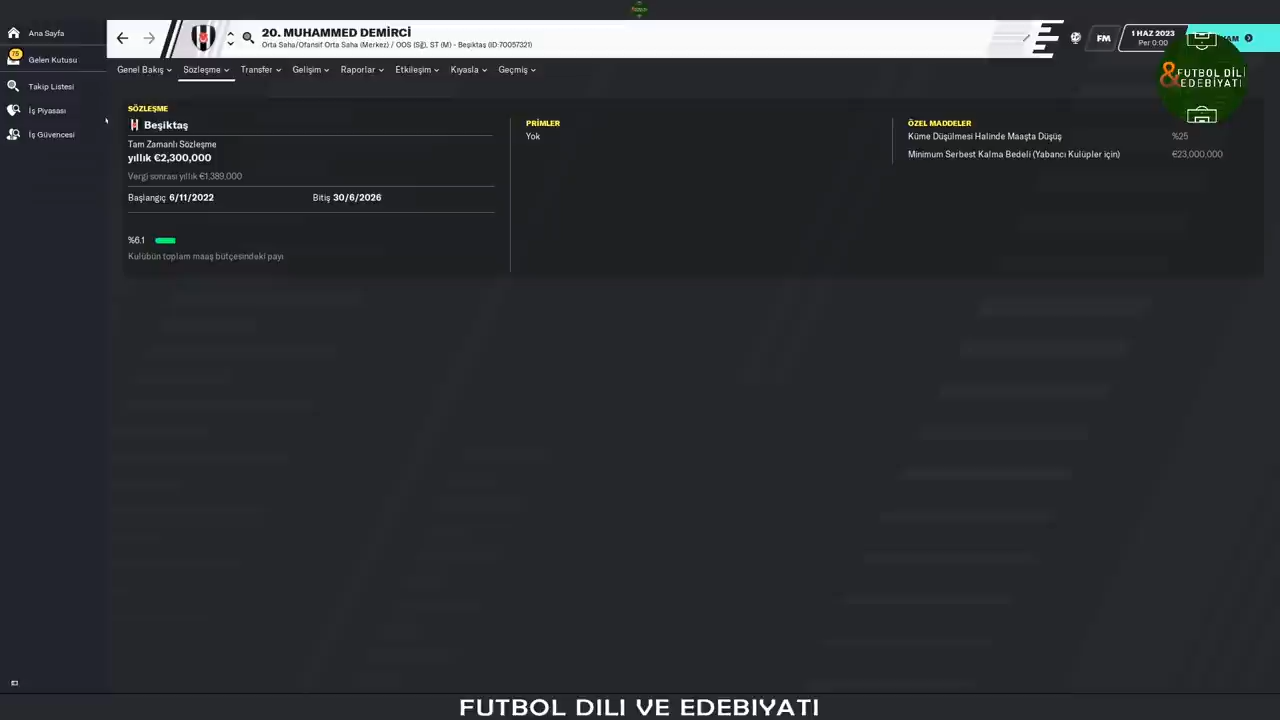 20. MUHAMMED DEMİRCİ
Orta Saha/Ofansif Orta Saha (Merkez) / OOS (Sğ), ST (M) - Beşiktaş (ID:70057321)
FM
1 HAZ 2023
Per 0:00
Ana Sayfa
75
Gelen Kutusu
Takip Listesi
İş Piyasası
İş Güvencesi
Genel Bakış
Sözleşme
Transfer
Gelişim
Raporlar
Etkileşim
Kıyasla
Geçmiş
&FUTBOL DİLİ
EDEBİYATI
SÖZLEŞME
Beşiktaş
Tam Zamanlı Sözleşme
yıllık €2,300,000
Vergi sonrası yıllık €1,389,000
Başlangıç 6/11/2022
Bitiş 30/6/2026
%6.1
Kulübün toplam maaş bütçesindeki payı
PRİMLER
Yok
ÖZEL MADDELER
Küme Düşülmesi Halinde Maaşta Düşüş %25
Minimum Serbest Kalma Bedeli (Yabancı Kulüpler için) €23,000,000
FUTBOL DILI VE EDEBIYATI